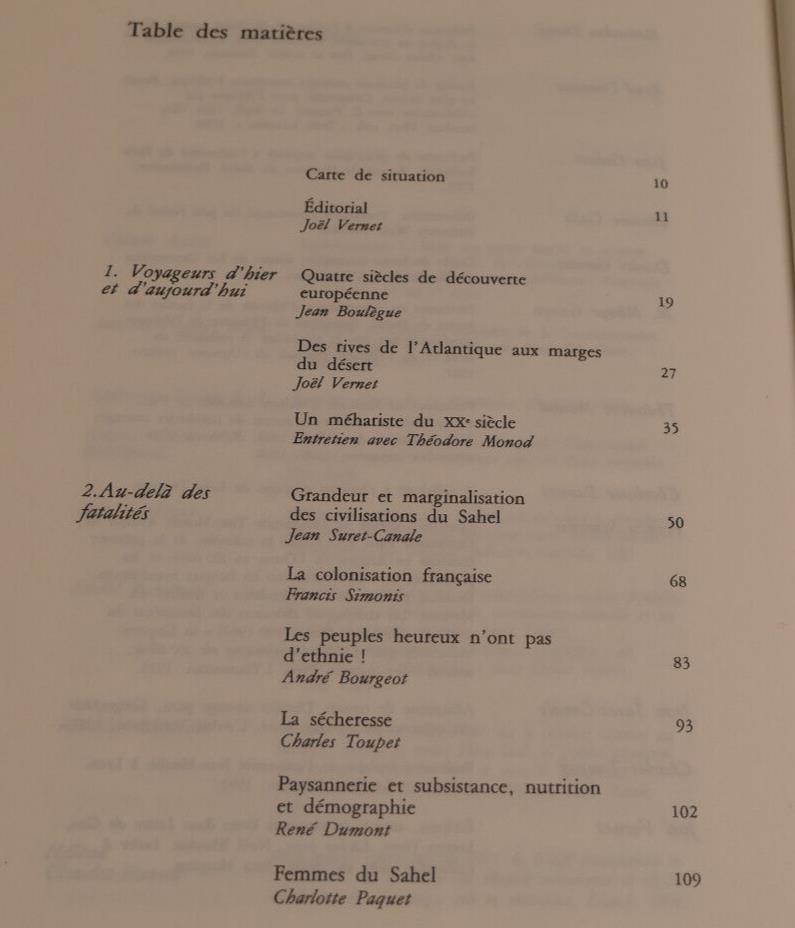 Table des matières
Carte de situation 10
Éditorial 11
Joël Vernet
1. Voyageurs d'hier
et d'aujourd'hui
Quatre siècles de découverte
européenne 19
Jean Boulègue
Des rives de l'Atlantique aux marges
du désert 27
Joël Vernet
Un méhariste du XXe siècle 35
Entretien avec Théodore Monod
2. Au-delà des
fatalités
Grandeur et marginalisation
des civilisations du Sahel 50
Jean Suret-Canale
La colonisation française 68
Francis Simonis
Les peuples heureux n'ont pas
d'ethnie ! 83
André Bourgeot
La sécheresse 93
Charles Toupet
Paysannerie et subsistance, nutrition
et démographie 102
René Dumont
Femmes du Sahel 109
Charlotte Paquet